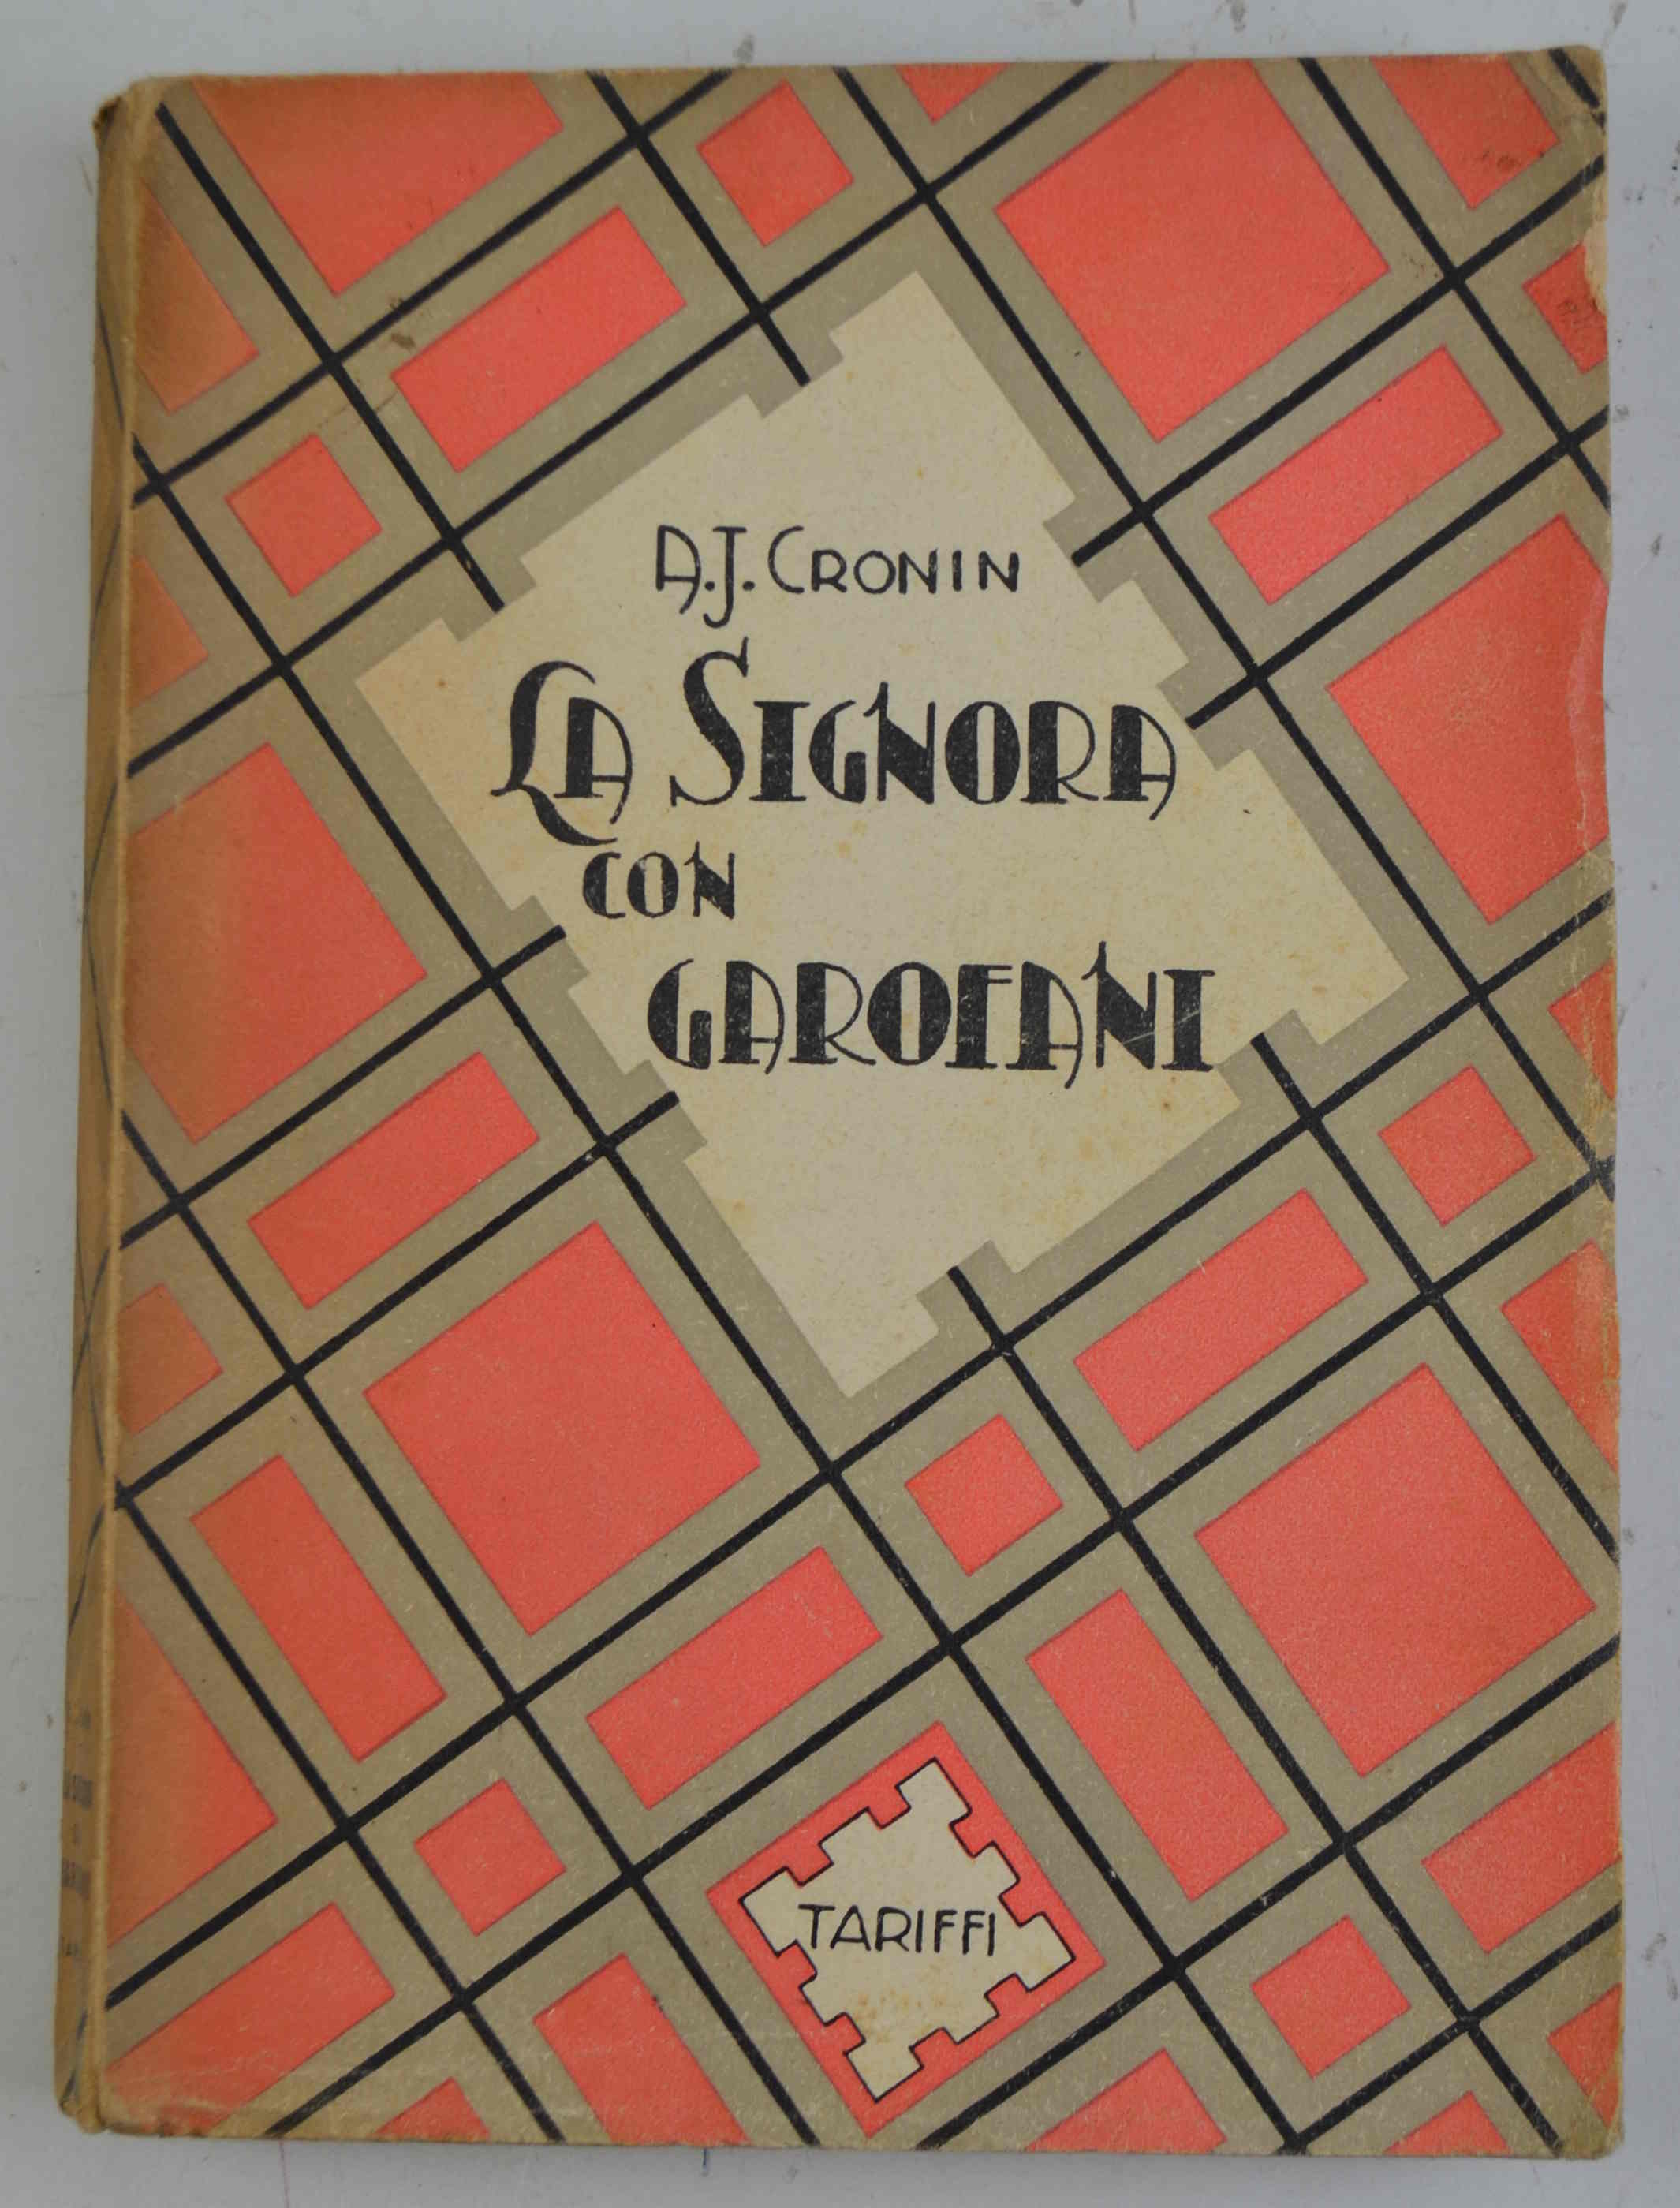 A.J. CRONIN
LA SIGNORA
CON
GAROFANI
TARIFFI